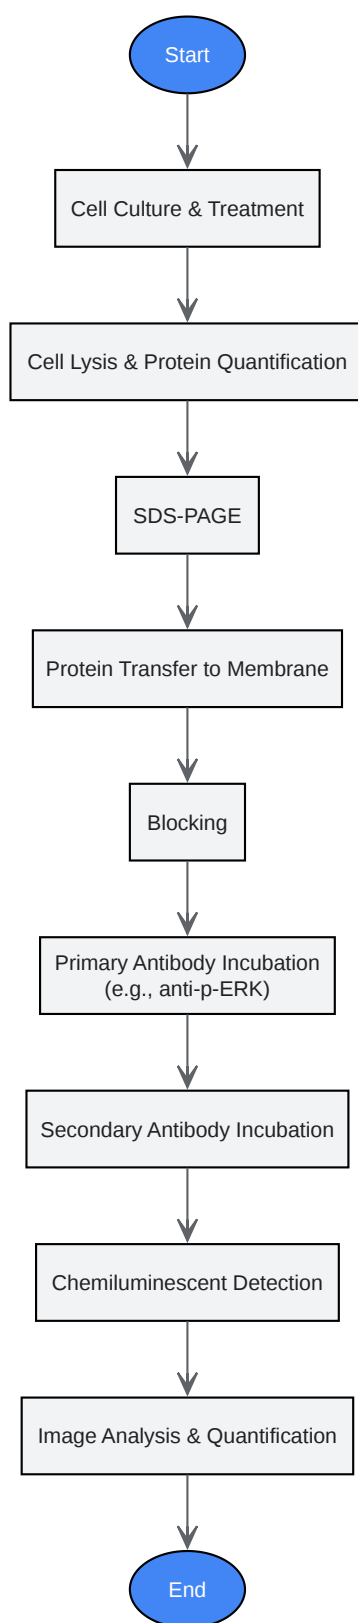 Start
Cell Culture & Treatment
Cell Lysis & Protein Quantification
SDS-PAGE
Protein Transfer to Membrane
Blocking
Primary Antibody Incubation
(e.g., anti-p-ERK)
Secondary Antibody Incubation
Chemiluminescent Detection
Image Analysis & Quantification
End